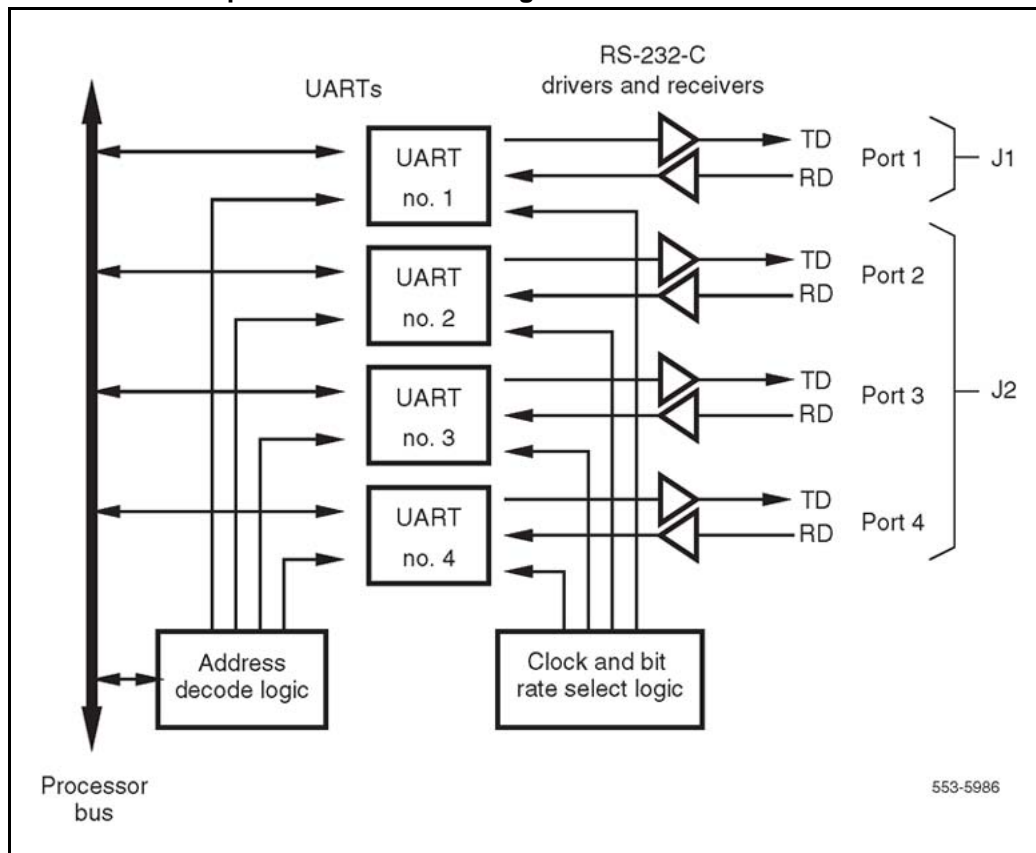 RS-232-C
drivers and receivers
UARTs
UART
no. 1
TD
RD
Port 1
J1
UART
no. 2
TD
RD
Port 2
UART
no. 3
TD
RD
Port 3
J2
UART
no. 4
TD
RD
Port 4
Address
decode logic
Clock and bit
rate select logic
Processor
bus
553-5986